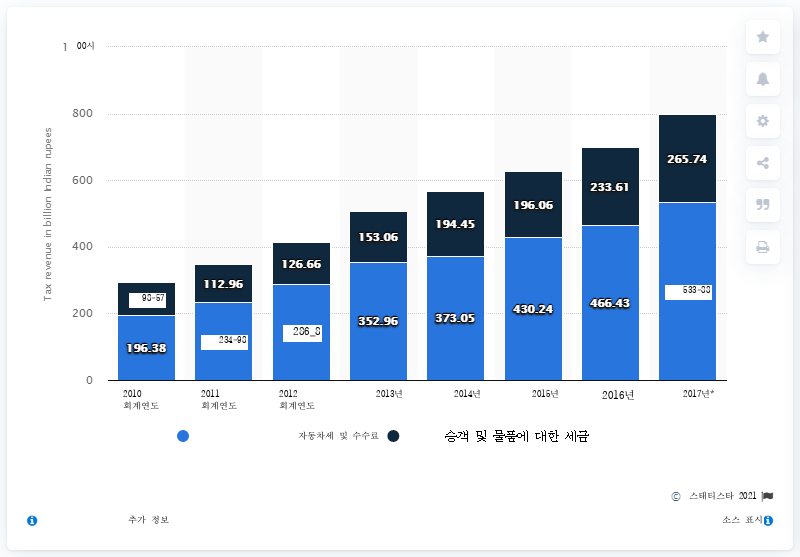 1 00시
800
600
400
200
0
Tax revenue in billion Indian rupees
98-57
196.38
112.96
234-98
126.66
286_8
153.06
352.96
194.45
373.05
196.06
430.24
233.61
466.43
265.74
533-88
2010 회계연도
2011 회계연도
2012 회계연도
2013년
2014년
2015년
2016년
2017년*
자동차세 및 수수료
승객 및 물품에 대한 세금
© 스태티스타 2021
추가 정보
소스 표시